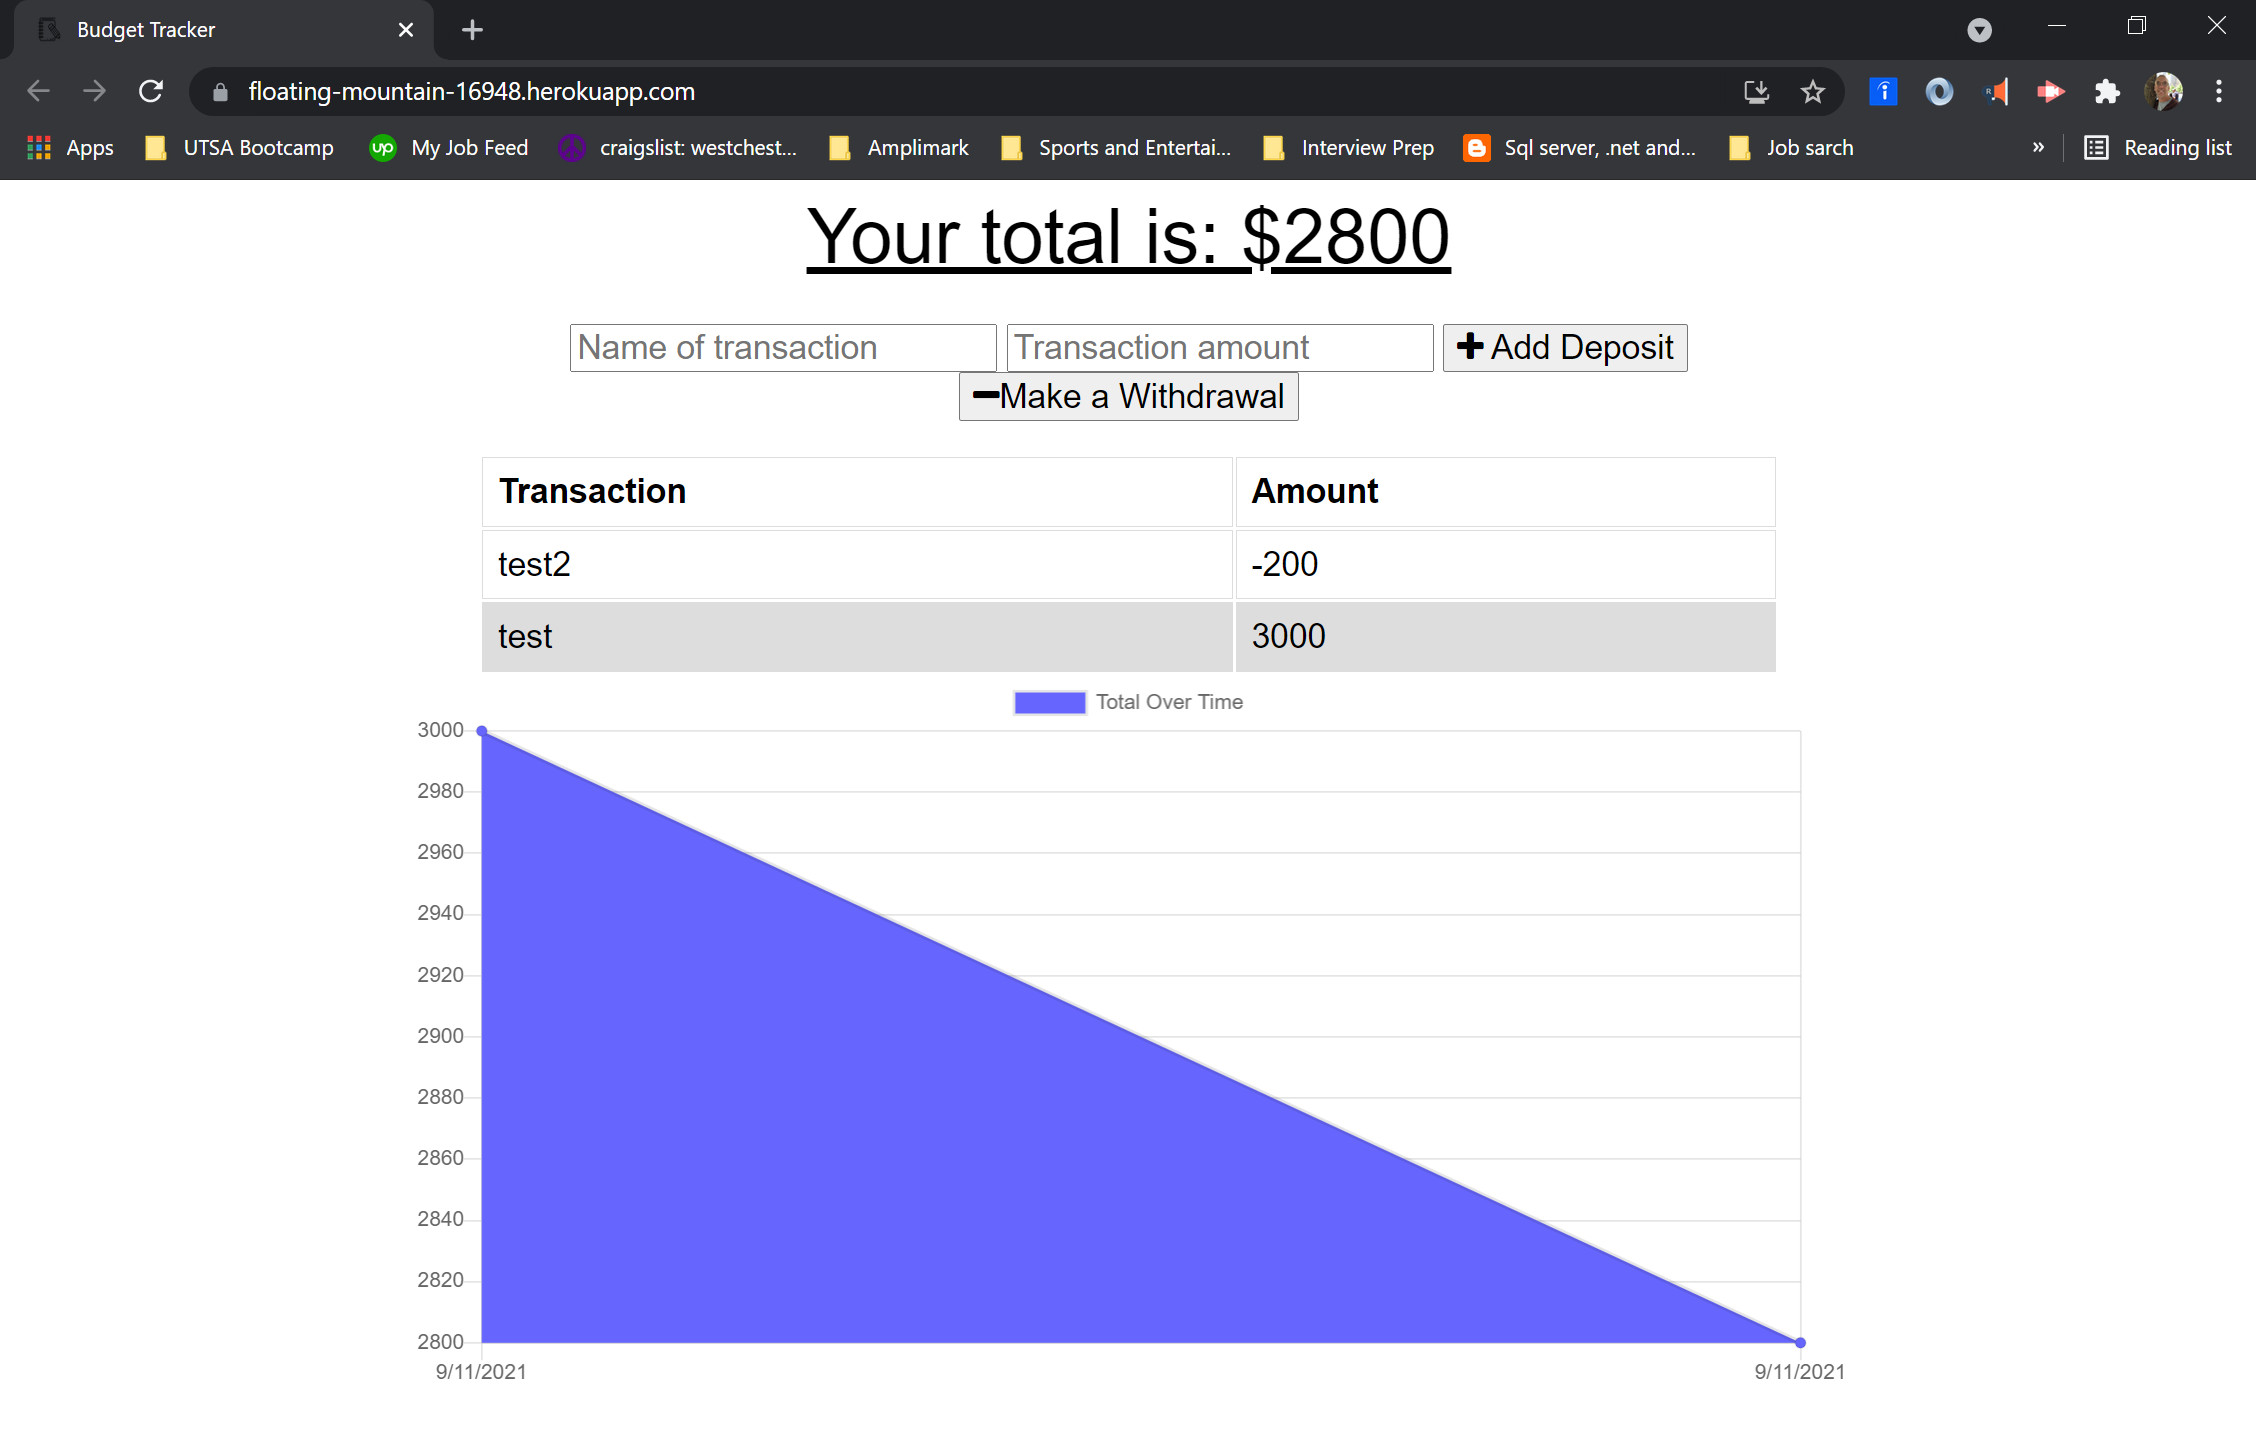 Budget Tracker
floating-mountain-16948.herokuapp.com
Apps UTSA Bootcamp up My Job Feed craigslist: westchest... Amplimark Sports and Entertai... Interview Prep Sql server, .net and... Job sarch » Reading list
Your total is: $2800
Name of transaction Transaction amount Add Deposit
Make a Withdrawal
Transaction Amount
test2 -200
test 3000
Total Over Time
3000
2980
2960
2940
2920
2900
2880
2860
2840
2820
2800
9/11/2021 9/11/2021